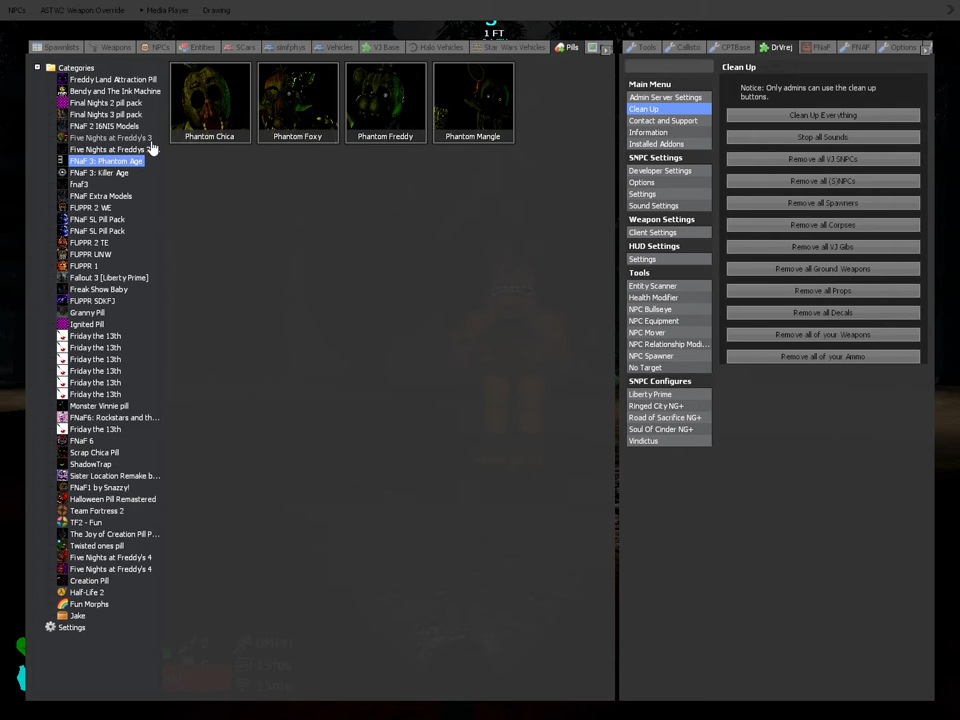 NPCs ASTW2 Weapon Override • Media Player Drawing
1 FT
Spawnlists Weapons NPCs Entities SCars simfphys Vehicles VJ Base Halo Vehicles Star Wars Vehicles Pills
Tools Callisto CPTBase DrVrej FNaF FNAF Options
Categories
Freddy Land Attraction Pill
Bendy and The Ink Machine
Final Nights 2 pill pack
Final Nights 3 pill pack
FNaF 2 I6NIS Models
Five Nights at Freddy's 3
Five Nights at Freddys
FNaF 3: Phantom Age
FNaF 3: Killer Age
fnaf3
FNaF Extra Models
FUPPR 2 WE
FNaF SL Pill Pack
FNaF SL Pill Pack
FUPPR 2 TE
FUPPR UNW
FUPPR 1
Fallout 3 [Liberty Prime]
Freak Show Baby
FUPPR SDKFJ
Granny Pill
Ignited Pill
Friday the 13th
Friday the 13th
Friday the 13th
Friday the 13th
Friday the 13th
Friday the 13th
Monster Vinnie pill
FNaF6: Rockstars and th...
Friday the 13th
FNaF 6
Scrap Chica Pill
ShadowTrap
Sister Location Remake b...
FNaF1 by Snazzy!
Halloween Pill Remastered
Team Fortress 2
TF2 - Fun
The Joy of Creation Pill P...
Twisted ones pill
Five Nights at Freddy's 4
Five Nights at Freddy's 4
Creation Pill
Half-Life 2
Fun Morphs
Jake
Settings
Phantom Chica Phantom Foxy Phantom Freddy Phantom Mangle
Main Menu
Admin Server Settings
Clean Up
Contact and Support
Information
Installed Addons
SNPC Settings
Developer Settings
Options
Settings
Sound Settings
Weapon Settings
Client Settings
HUD Settings
Settings
Tools
Entity Scanner
Health Modifier
NPC Bullseye
NPC Equipment
NPC Mover
NPC Relationship Modi...
NPC Spawner
No Target
SNPC Configures
Liberty Prime
Ringed City NG+
Road of Sacrifice NG+
Soul Of Cinder NG+
Vindictus
Clean Up
Notice: Only admins can use the clean up
buttons.
Clean Up Everything
Stop all Sounds
Remove all VJ SNPCs
Remove all (S)NPCs
Remove all Spawners
Remove all Corpses
Remove all VJ Gibs
Remove all Ground Weapons
Remove all Props
Remove all Decals
Remove all of your Weapons
Remove all of your Ammo